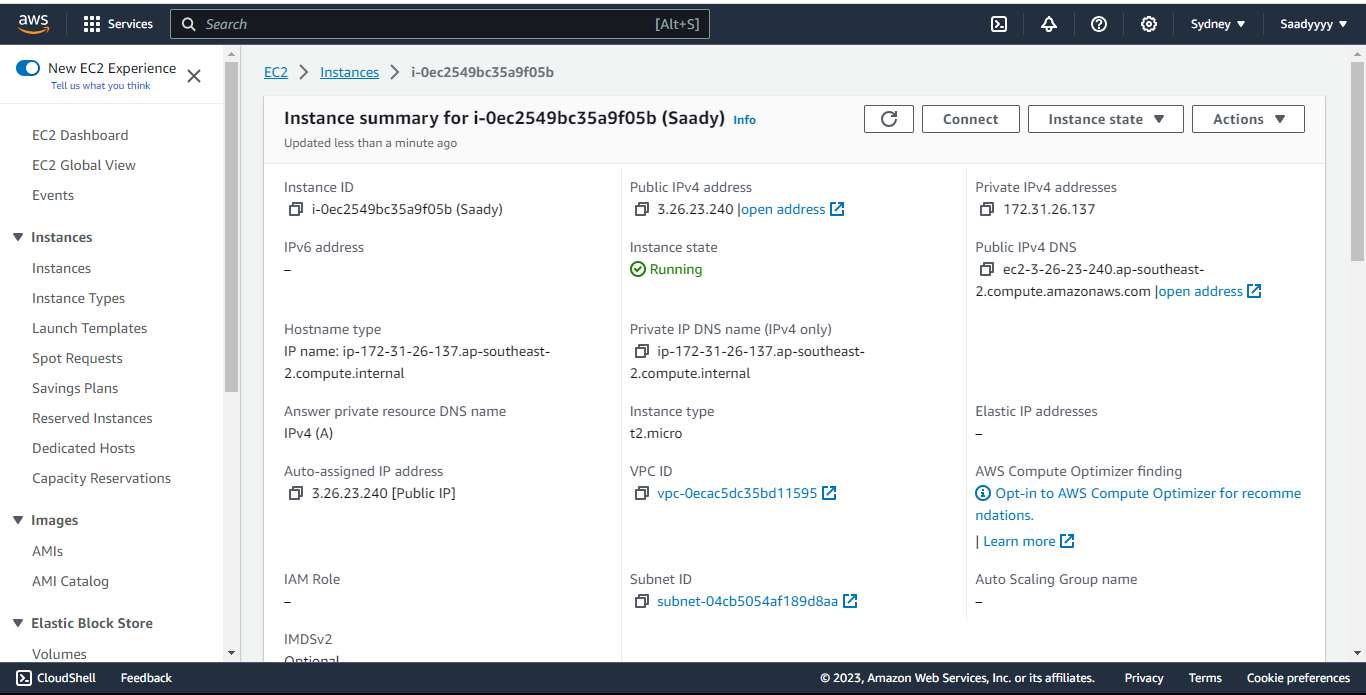 aws
Services
Search
[Alt+S]
Sydney
Saadyyyy
New EC2 Experience
Tell us what you think
EC2 Dashboard
EC2 Global View
Events
Instances
Instances
Instance Types
Launch Templates
Spot Requests
Savings Plans
Reserved Instances
Dedicated Hosts
Capacity Reservations
Images
AMIs
AMI Catalog
Elastic Block Store
Volumes
EC2
Instances
i-0ec2549bc35a9f05b
Instance summary for i-0ec2549bc35a9f05b (Saady) Info
Updated less than a minute ago
Connect
Instance state
Actions
Instance ID
i-0ec2549bc35a9f05b (Saady)
Public IPv4 address
3.26.23.240 |open address
Private IPv4 addresses
172.31.26.137
IPv6 address
–
Instance state
Running
Public IPv4 DNS
ec2-3-26-23-240.ap-southeast-
2.compute.amazonaws.com |open address
Hostname type
IP name: ip-172-31-26-137.ap-southeast-
2.compute.internal
Private IP DNS name (IPv4 only)
ip-172-31-26-137.ap-southeast-
2.compute.internal
Answer private resource DNS name
IPv4 (A)
Instance type
t2.micro
Elastic IP addresses
–
Auto-assigned IP address
3.26.23.240 [Public IP]
VPC ID
vpc-0ecac5dc35bd11595
AWS Compute Optimizer finding
Opt-in to AWS Compute Optimizer for recomme
ndations.
| Learn more
IAM Role
–
Subnet ID
subnet-04cb5054af189d8aa
Auto Scaling Group name
–
IMDSv2
Optional
CloudShell
Feedback
© 2023, Amazon Web Services, Inc. or its affiliates.
Privacy
Terms
Cookie preferences